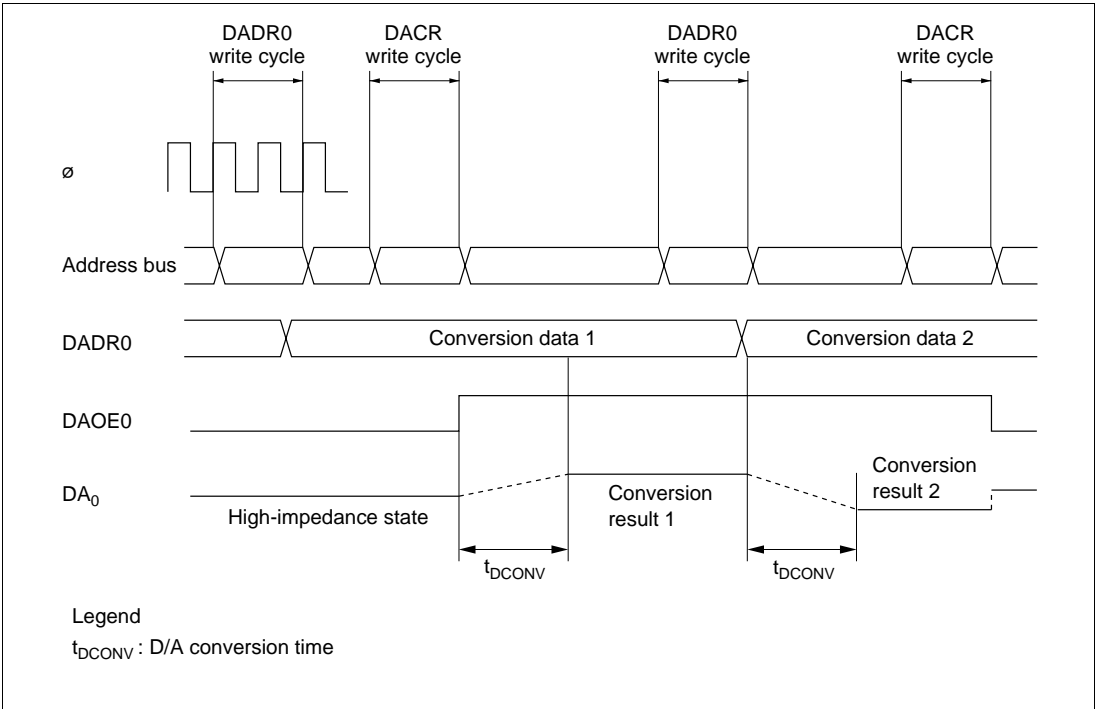 DADR0
write cycle
DACR
write cycle
DADR0
write cycle
DACR
write cycle
ø
Address bus
DADR0
Conversion data 1
Conversion data 2
DAOE0
DA0
High-impedance state
Conversion
result 1
Conversion
result 2
tDCONV
tDCONV
Legend
tDCONV : D/A conversion time